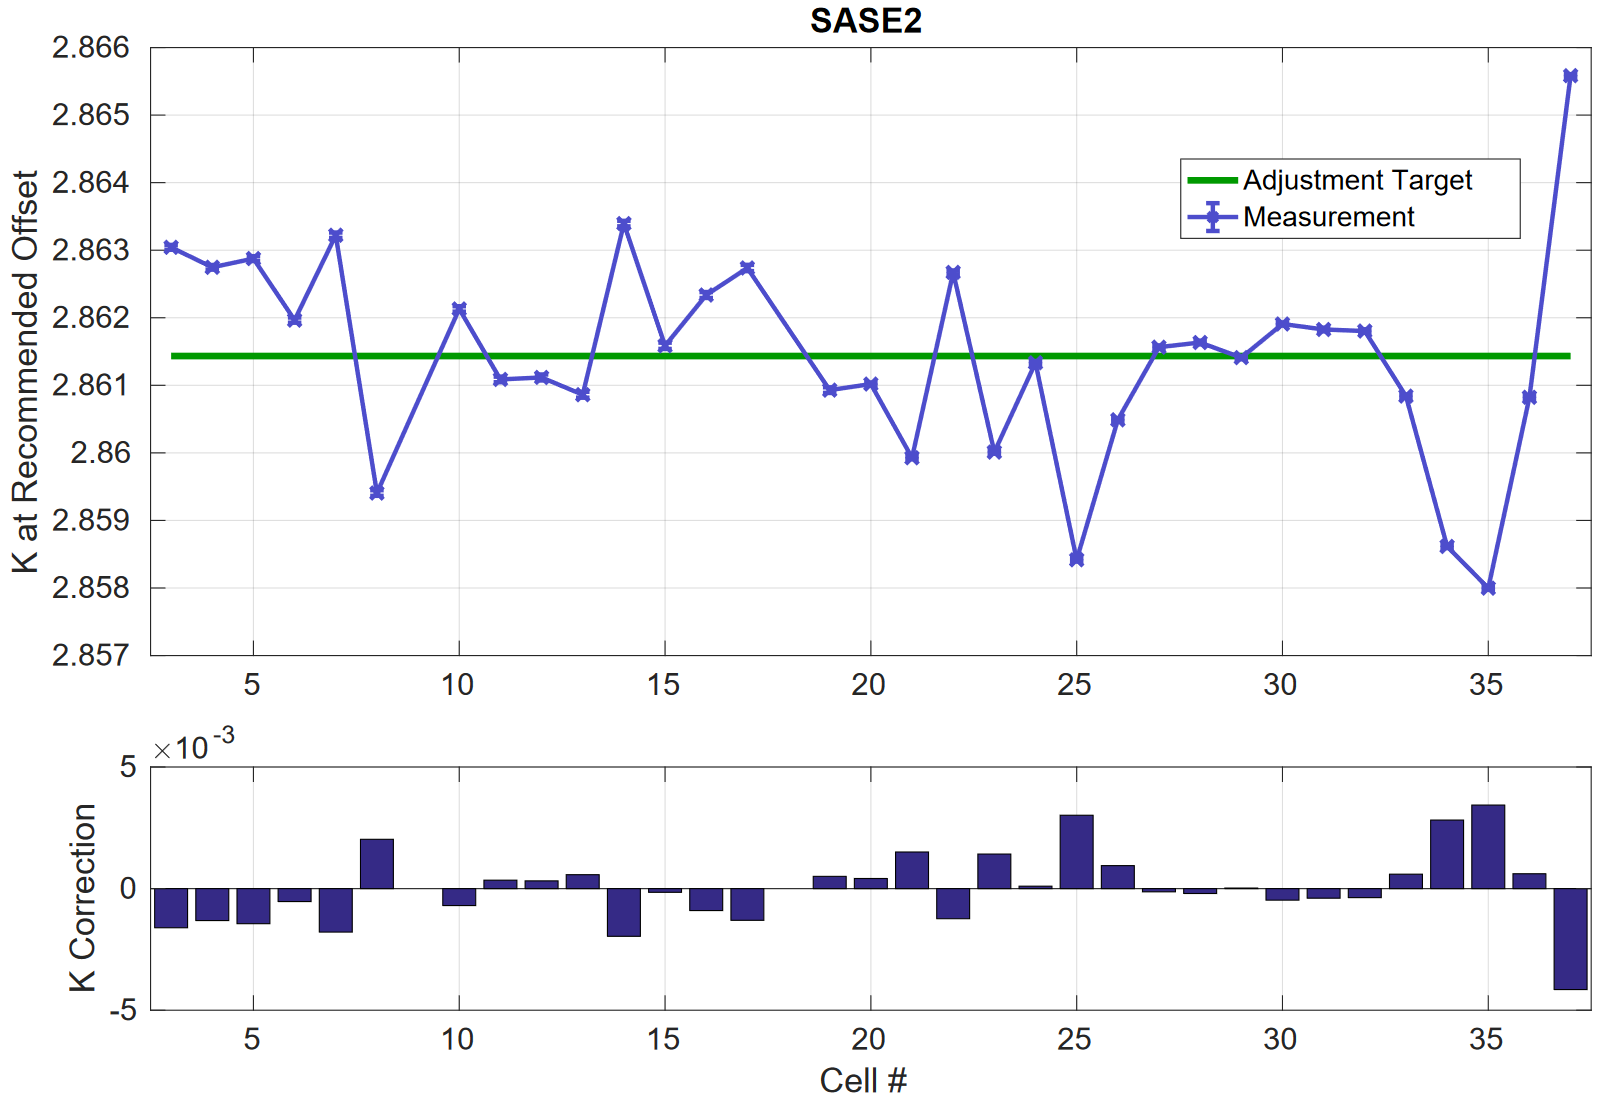 SASE2
K at Recommended Offset
2.866
2.865
2.864
2.863
2.862
2.861
2.86
2.859
2.858
2.857
Adjustment Target
Measurement
5 10 15 20 25 30 35
×10⁻³
K Correction
5
0
-5
5 10 15 20 25 30 35
Cell #